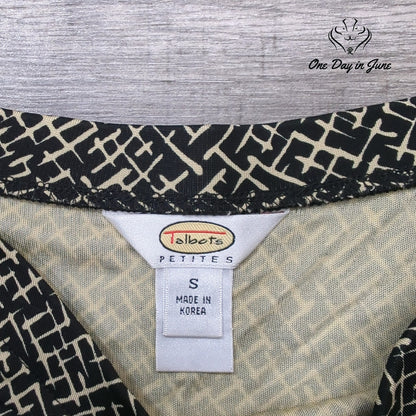 One Day in June
Talbots
PETITES
S
MADE IN
KOREA